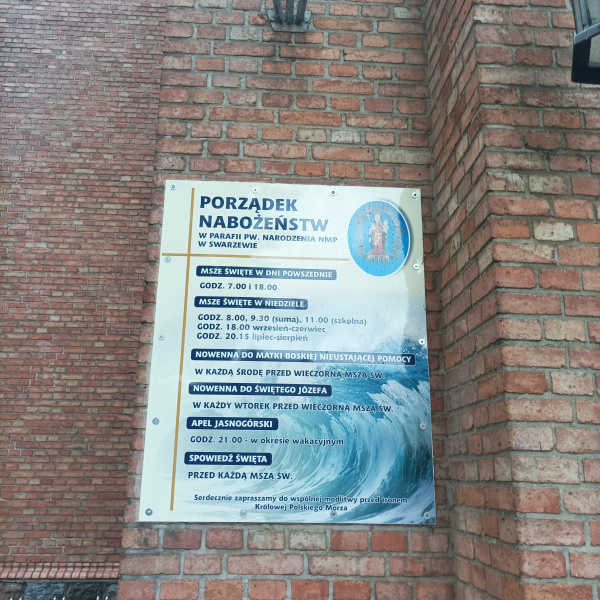 PORZĄDEK
NABOŻEŃSTW
W PARAFII PW. NARODZENIA NMP
W SWARZEWIE
MSZE ŚWIĘTE W DNI POWSZEDNIE
GODZ. 7.00 i 18.00
MSZE ŚWIĘTE W NIEDZIELĘ
GODZ. 8.00, 9.30 (suma), 11.00 (szkolna)
GODZ. 18.00 wrzesień-czerwiec
GODZ. 20.15 lipiec-sierpień
NOWENNA DO MATKI BOSKIEJ NIEUSTAJĄCEJ POMOCY
W KAŻDĄ ŚRODĘ PRZED WIECZORNĄ MSZĄ ŚW.
NOWENNA DO ŚWIĘTEGO JÓZEFA
W KAŻDY WTOREK PRZED WIECZORNĄ MSZĄ ŚW.
APEL JASNOGÓRSKI
GODZ. 21.00 - w okresie wakacyjnym
SPOWIEDŹ ŚWIĘTA
PRZED KAŻDĄ MSZĄ ŚW.
Serdecznie zapraszamy do wspólnej modlitwy przed tronem
Królowej Polskiego Morza